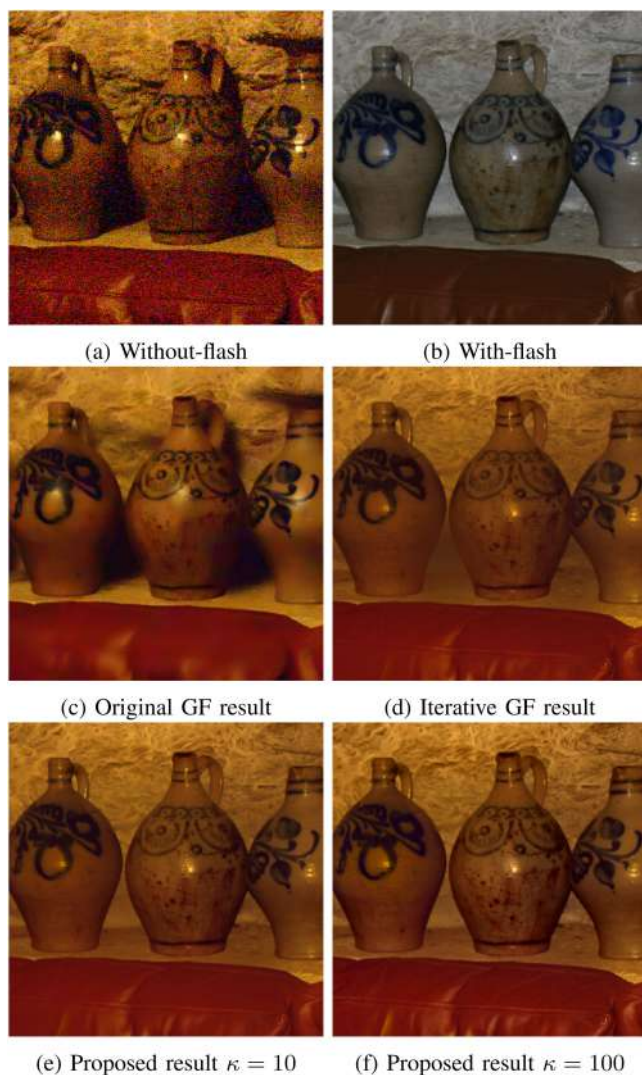 (a) Without-flash
(b) With-flash
(c) Original GF result
(d) Iterative GF result
(e) Proposed result κ = 10
(f) Proposed result κ = 100